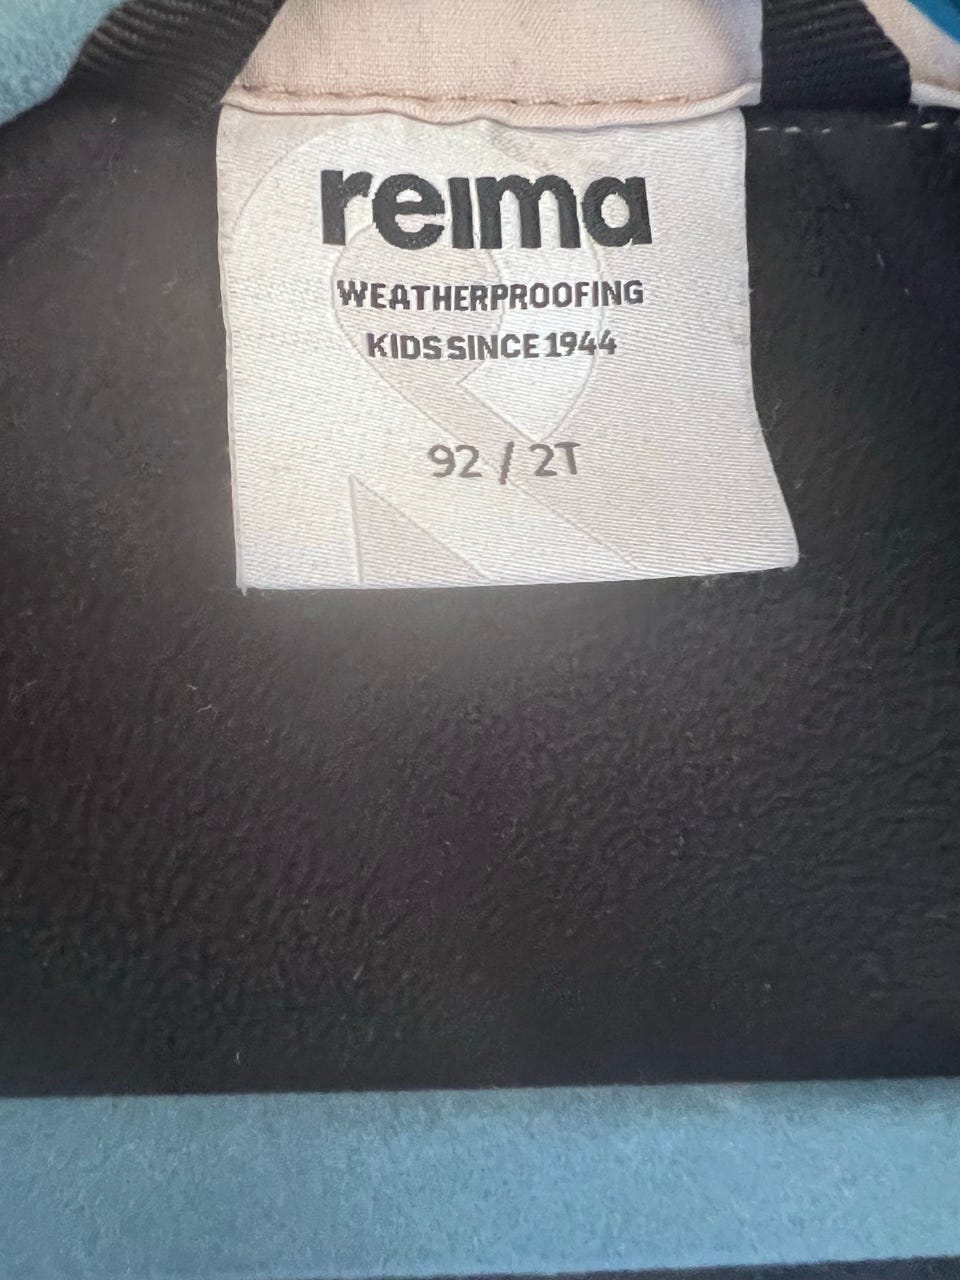 reima
WEATHERPROOFING
KIDS SINCE 1944
92 / 2T